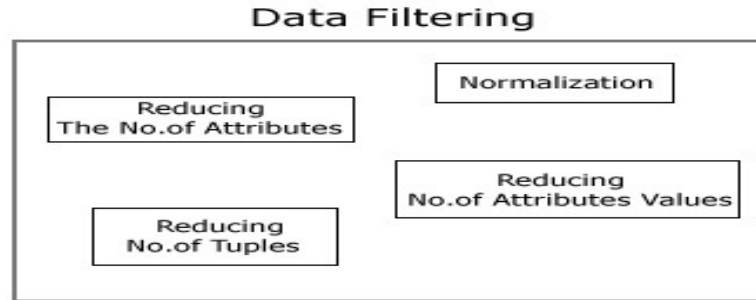 Data Filtering
Normalization
Reducing
The No.of Attributes
Reducing
No.of Attributes Values
Reducing
No.of Tuples